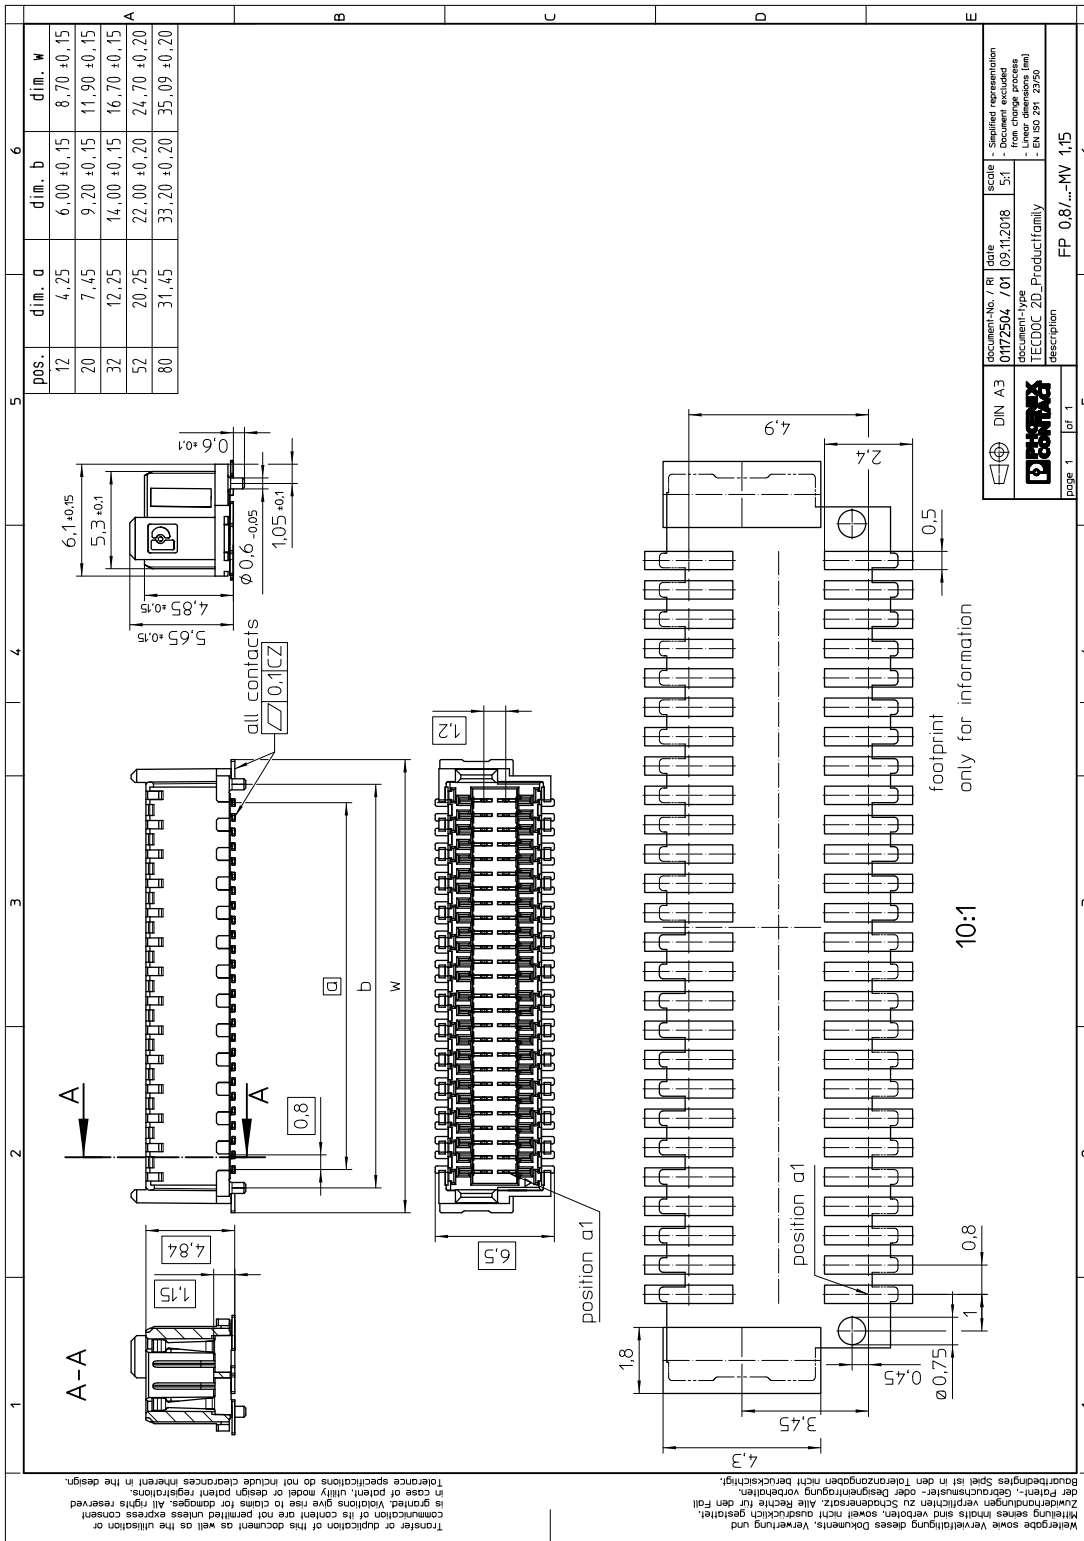 pos. dim. a dim. b dim. w
12 4,25 6,00 ±0,15 8,70 ±0,15
20 7,45 9,20 ±0,15 11,90 ±0,15
32 12,25 14,00 ±0,15 16,70 ±0,15
52 20,25 22,00 ±0,20 24,70 ±0,20
80 31,45 33,20 ±0,20 35,09 ±0,20
1 2 3 4 5 6
A B C D E
A-A
1,15
4,84
A
A
0,8
a
b
w
all contacts
0,1CZ
6,1 ±0,15
5,3 ±0,1
4,85 ±0,15
5,65 ±0,15
ø0,6 -0,05
1,05 ±0,1
0,6 ±0,1
6,5
1,2
position a1
4,3
3,45
1,8
0,45
ø0,75
1
0,8
position a1
10:1
footprint
only for information
0,5
2,4
4,9
DIN A3
PHOENIX
CONTACT
page 1 of 1
document-No. / RI
01172504 / 01
date
09.11.2018
scale
5:1
- Simplified representation
- Document excluded
from change process
- Linear dimensions [mm]
- EN ISO 291 23/50
document-type
TECDOC_2D_Productfamily
description
FP 0,8/...-MV 1,15
Weitergabe sowie Vervielfältigung dieses Dokuments, Verwertung und
Mitteilung seines Inhalts sind verboten, soweit nicht ausdrücklich gestattet.
Zuwiderhandlungen verpflichten zu Schadenersatz. Alle Rechte für den Fall
der Patent-, Gebrauchsmuster- oder Designeintragung vorbehalten.
Bauartbedingtes Spiel ist in den Toleranzangaben nicht berücksichtigt.
Transfer or duplication of this document as well as the utilisation or
communication of its content are not permitted unless express consent
is granted. Violations give rise to claims for damages. All rights reserved
in case of patent, utility model or design patent registrations.
Tolerance specifications do not include clearances inherent in the design.